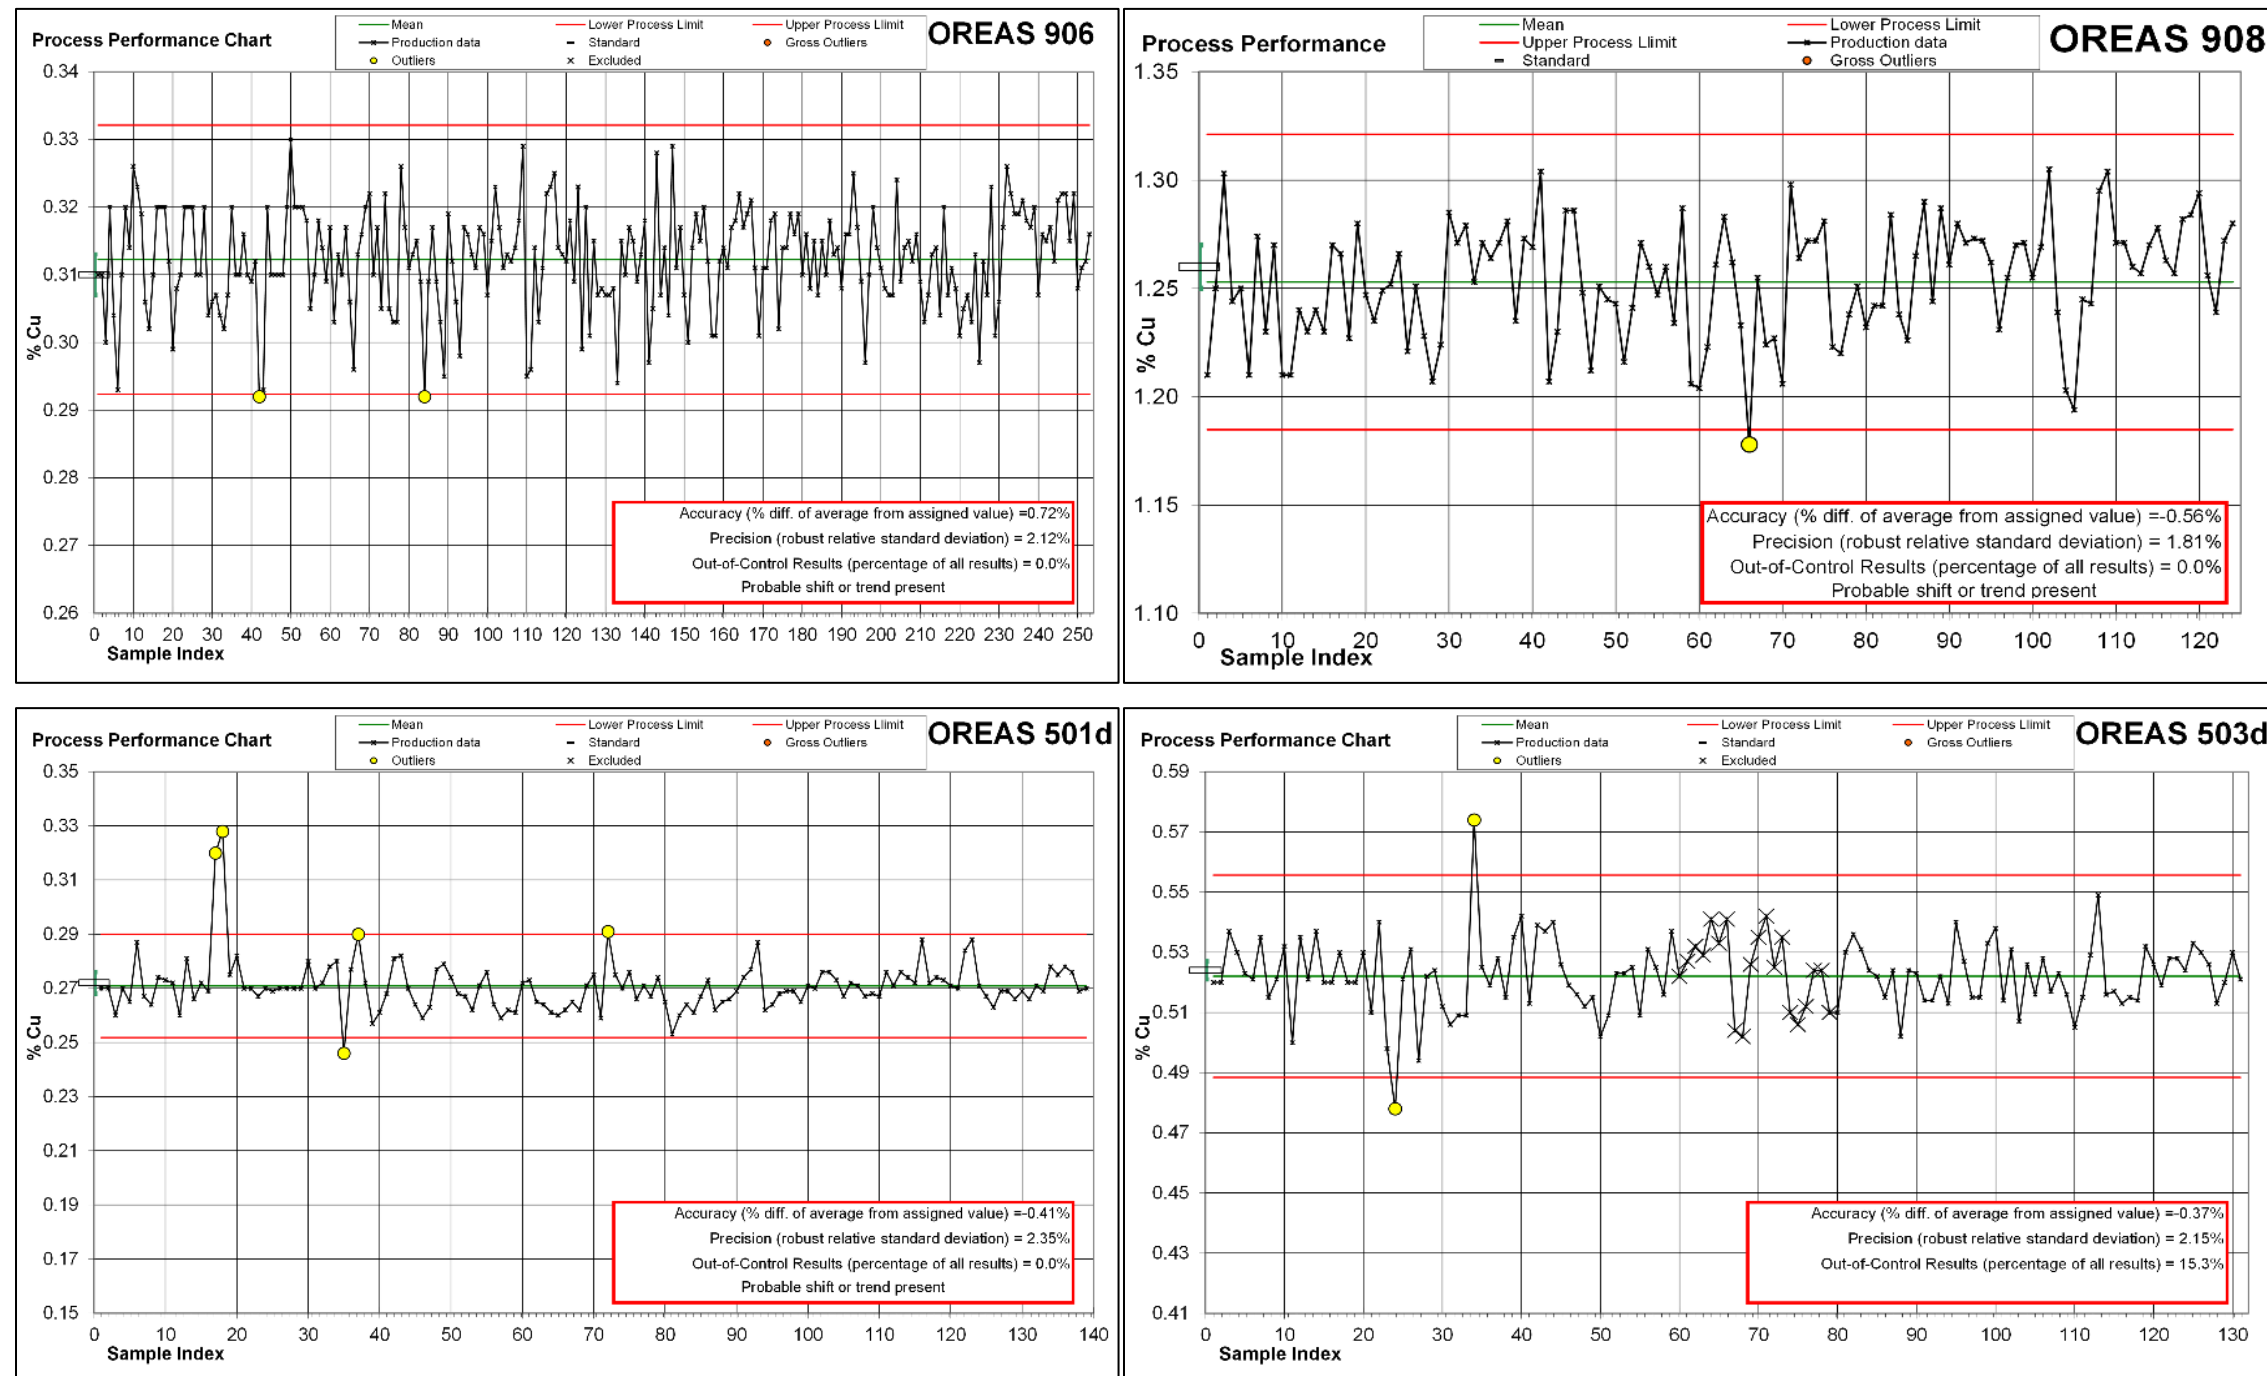 Process Performance Chart
Mean
Lower Process Limit
Upper Process Llimit
Production data
Standard
Gross Outliers
Outliers
Excluded
OREAS 906
0.34
0.33
0.32
0.31
0.30
0.29
0.28
0.27
0.26
% Cu
Accuracy (% diff. of average from assigned value) =0.72%
Precision (robust relative standard deviation) = 2.12%
Out-of-Control Results (percentage of all results) = 0.0%
Probable shift or trend present
0 10 20 30 40 50 60 70 80 90 100 110 120 130 140 150 160 170 180 190 200 210 220 230 240 250
Sample Index
Process Performance
Mean
Lower Process Limit
Upper Process Llimit
Production data
Standard
Gross Outliers
OREAS 908
1.35
1.30
1.25
1.20
1.15
1.10
% Cu
Accuracy (% diff. of average from assigned value) =-0.56%
Precision (robust relative standard deviation) = 1.81%
Out-of-Control Results (percentage of all results) = 0.0%
Probable shift or trend present
0 10 20 30 40 50 60 70 80 90 100 110 120
Sample Index
Process Performance Chart
Mean
Lower Process Limit
Upper Process Llimit
Production data
Standard
Gross Outliers
Outliers
Excluded
OREAS 501d
0.35
0.33
0.31
0.29
0.27
0.25
0.23
0.21
0.19
0.17
0.15
% Cu
Accuracy (% diff. of average from assigned value) =-0.41%
Precision (robust relative standard deviation) = 2.35%
Out-of-Control Results (percentage of all results) = 0.0%
Probable shift or trend present
0 10 20 30 40 50 60 70 80 90 100 110 120 130 140
Sample Index
Process Performance Chart
Mean
Lower Process Limit
Upper Process Llimit
Production data
Standard
Gross Outliers
Outliers
Excluded
OREAS 503d
0.59
0.57
0.55
0.53
0.51
0.49
0.47
0.45
0.43
0.41
% Cu
Accuracy (% diff. of average from assigned value) =-0.37%
Precision (robust relative standard deviation) = 2.15%
Out-of-Control Results (percentage of all results) = 15.3%
0 10 20 30 40 50 60 70 80 90 100 110 120 130
Sample Index